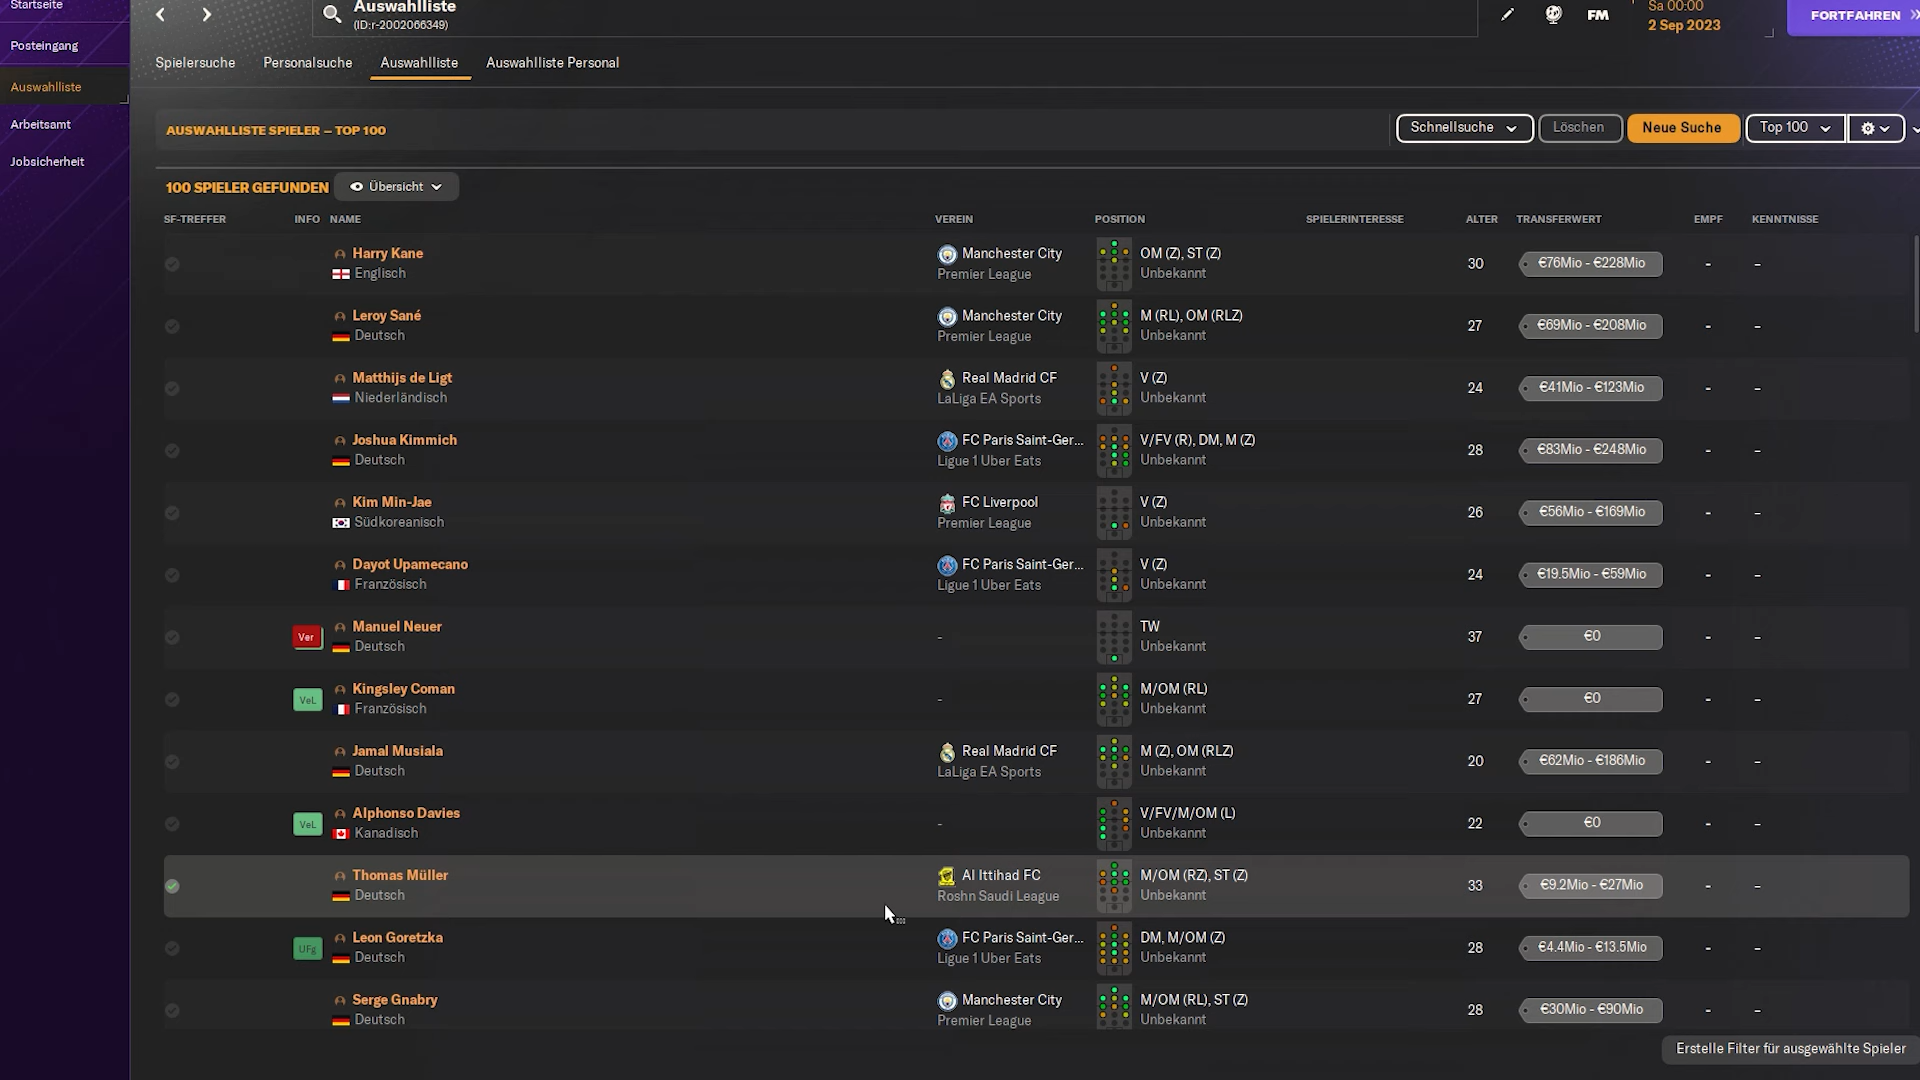 Startseite
Posteingang
Auswahlliste
Arbeitsamt
Jobsicherheit
Auswahlliste
(ID:r-2002066349)
FM
Sa 00:00
2 Sep 2023
FORTFAHREN
Spielersuche Personalsuche Auswahlliste Auswahlliste Personal
AUSWAHLLISTE SPIELER – TOP 100
Schnellsuche Löschen Neue Suche Top 100
100 SPIELER GEFUNDEN Übersicht
SF-TREFFER INFO NAME VEREIN POSITION SPIELERINTERESSE ALTER TRANSFERWERT EMPF KENNTNISSE
Harry Kane Manchester City OM (Z), ST (Z) 30 €76Mio - €228Mio - -
Englisch Premier League Unbekannt
Leroy Sané Manchester City M (RL), OM (RLZ) 27 €69Mio - €208Mio - -
Deutsch Premier League Unbekannt
Matthijs de Ligt Real Madrid CF V (Z) 24 €41Mio - €123Mio - -
Niederländisch LaLiga EA Sports Unbekannt
Joshua Kimmich FC Paris Saint-Ger... V/FV (R), DM, M (Z) 28 €83Mio - €248Mio - -
Deutsch Ligue 1 Uber Eats Unbekannt
Kim Min-Jae FC Liverpool V (Z) 26 €56Mio - €169Mio - -
Südkoreanisch Premier League Unbekannt
Dayot Upamecano FC Paris Saint-Ger... V (Z) 24 €19.5Mio - €59Mio - -
Französisch Ligue 1 Uber Eats Unbekannt
Ver Manuel Neuer - TW 37 €0 - -
Deutsch Unbekannt
VeL Kingsley Coman - M/OM (RL) 27 €0 - -
Französisch Unbekannt
Jamal Musiala Real Madrid CF M (Z), OM (RLZ) 20 €62Mio - €186Mio - -
Deutsch LaLiga EA Sports Unbekannt
VeL Alphonso Davies - V/FV/M/OM (L) 22 €0 - -
Kanadisch Unbekannt
Thomas Müller Al Ittihad FC M/OM (RZ), ST (Z) 33 €9.2Mio - €27Mio - -
Deutsch Roshn Saudi League Unbekannt
UFg Leon Goretzka FC Paris Saint-Ger... DM, M/OM (Z) 28 €4.4Mio - €13.5Mio - -
Deutsch Ligue 1 Uber Eats Unbekannt
Serge Gnabry Manchester City M/OM (RL), ST (Z) 28 €30Mio - €90Mio - -
Deutsch Premier League Unbekannt
Erstelle Filter für ausgewählte Spieler